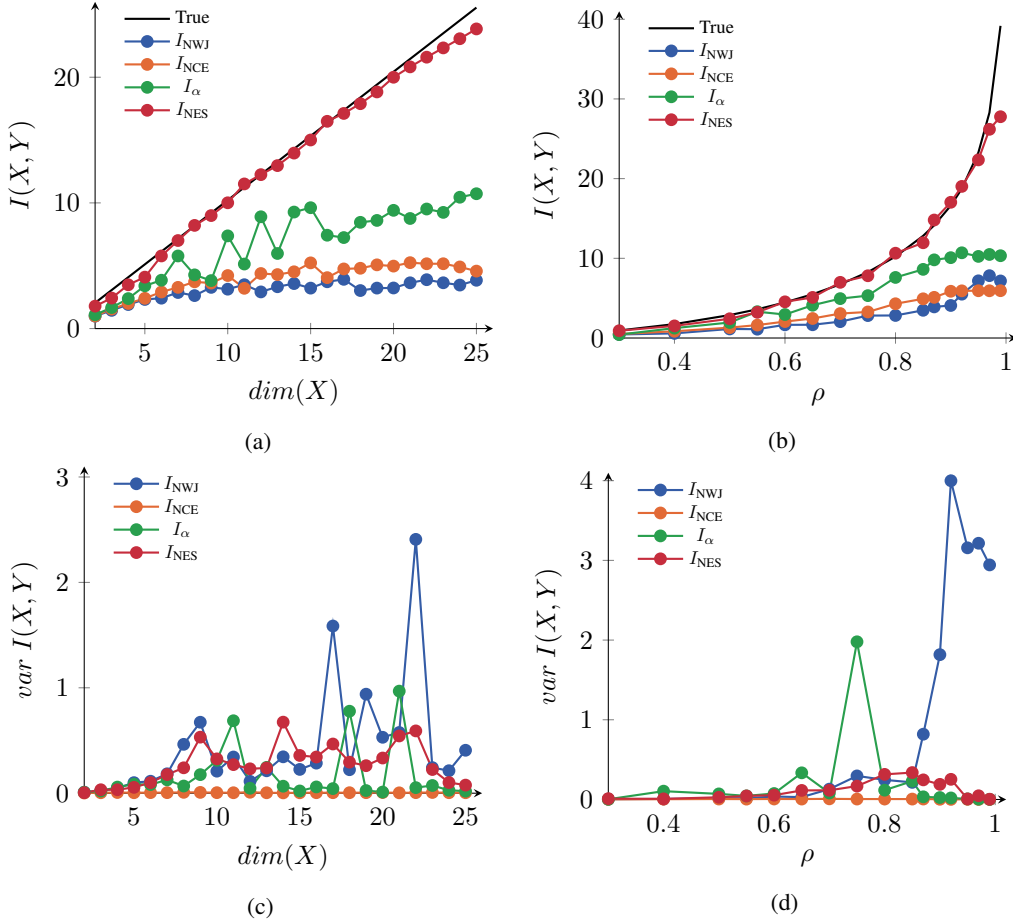 True
I_NWJ
I_NCE
I_α
I_NES
I(X, Y)
20
10
0
5 10 15 20 25
dim(X)
(a)
True
I_NWJ
I_NCE
I_α
I_NES
I(X, Y)
40
30
20
10
0
0.4 0.6 0.8 1
ρ
(b)
I_NWJ
I_NCE
I_α
I_NES
var I(X, Y)
3
2
1
0
5 10 15 20 25
dim(X)
(c)
I_NWJ
I_NCE
I_α
I_NES
var I(X, Y)
4
3
2
1
0
0.4 0.6 0.8 1
ρ
(d)